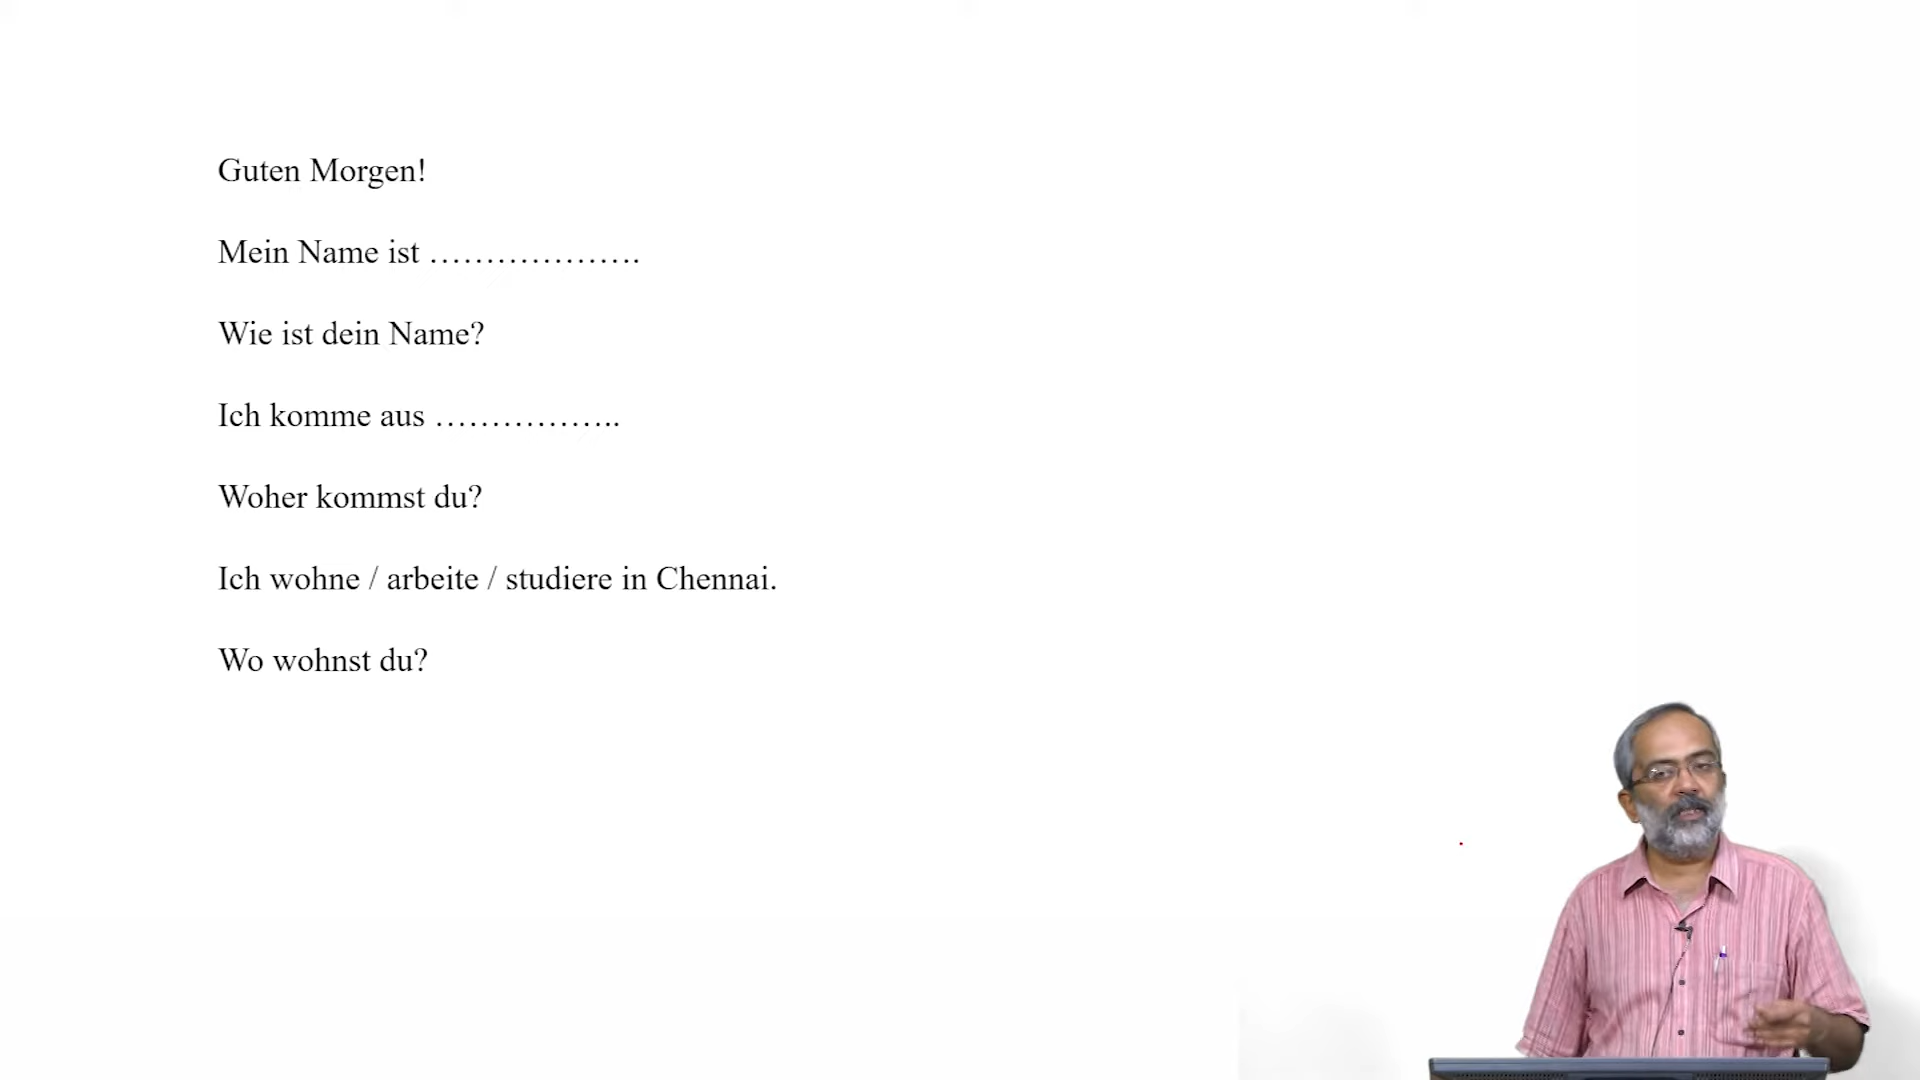 Guten Morgen!
Mein Name ist ………………….
Wie ist dein Name?
Ich komme aus ……………….
Woher kommst du?
Ich wohne / arbeite / studiere in Chennai.
Wo wohnst du?